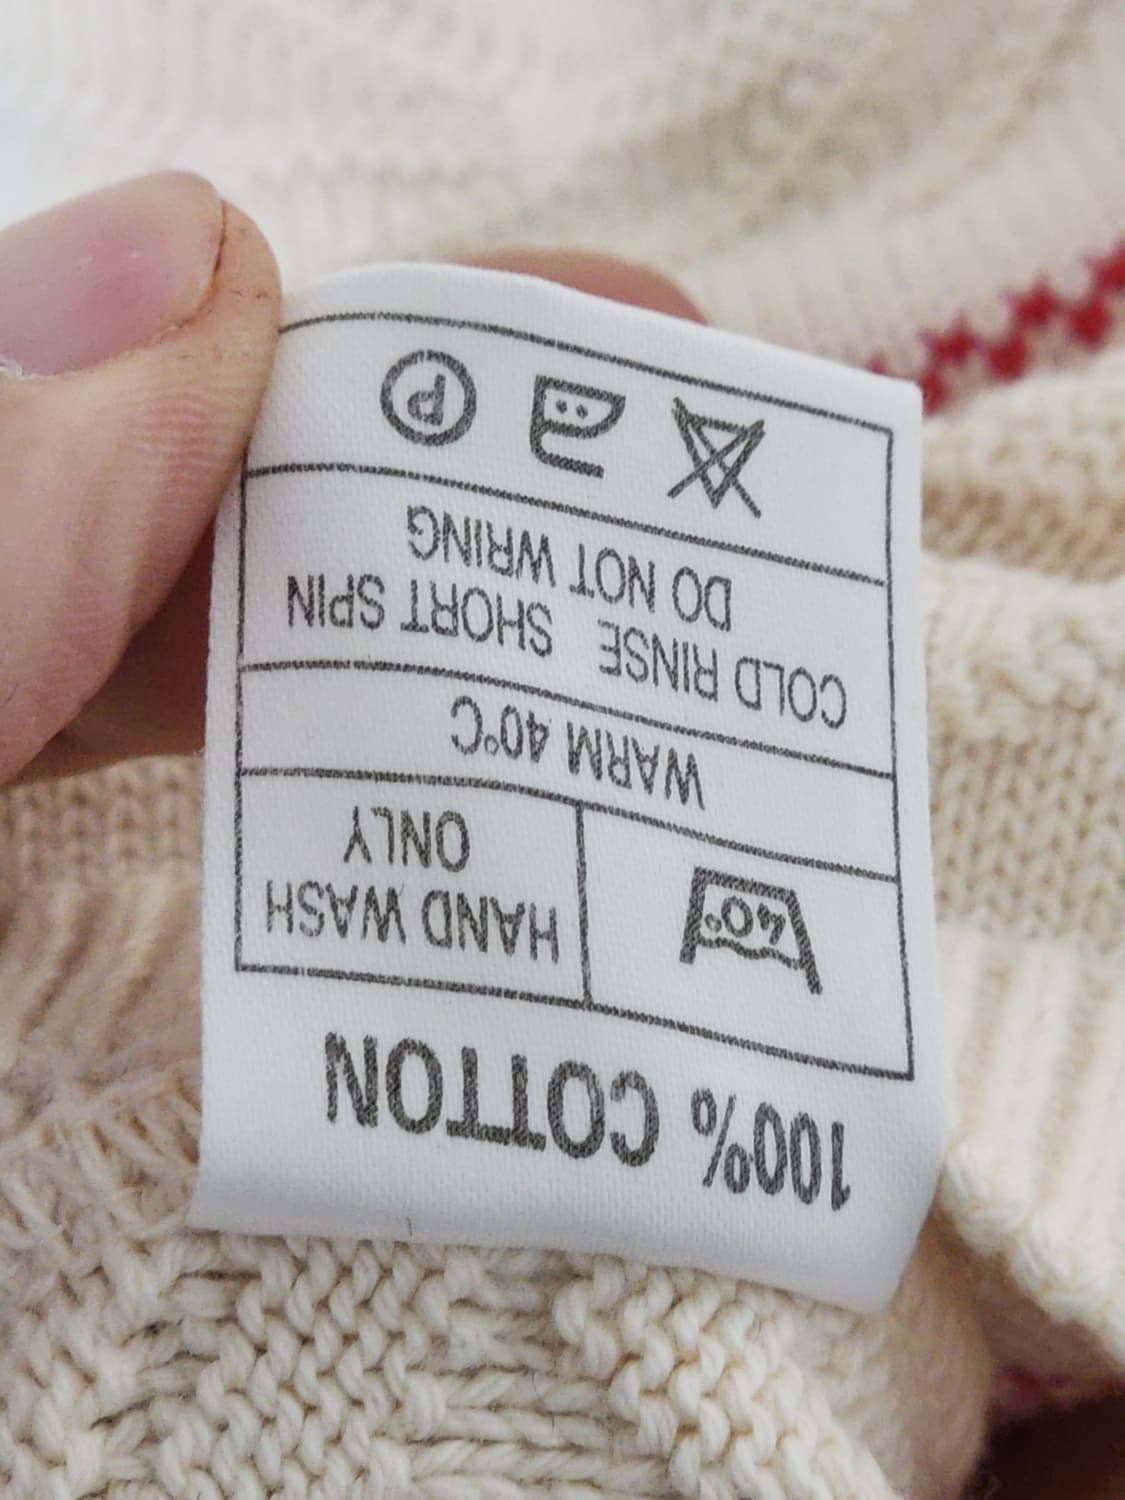 100% COTTON
40°
HAND WASH
ONLY
WARM 40°C
COLD RINSE SHORT SPIN
DO NOT WRING
P